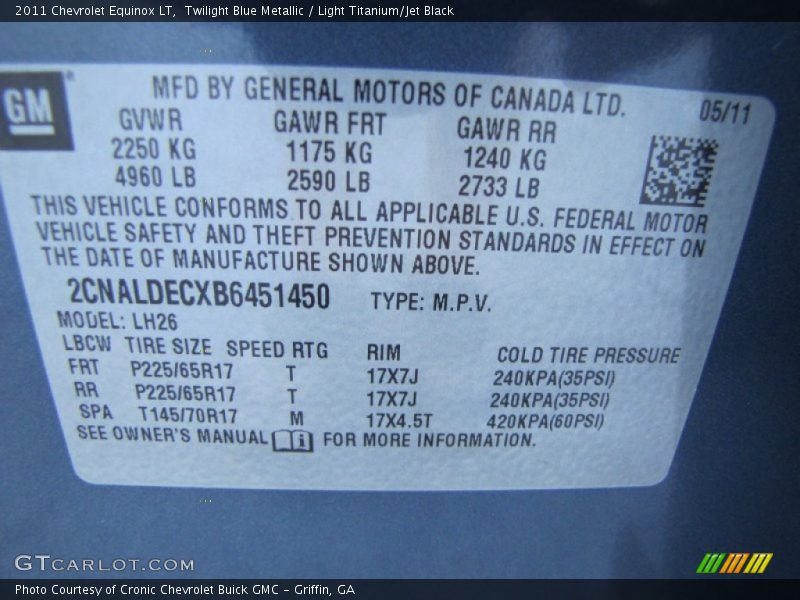 2011 Chevrolet Equinox LT,  Twilight Blue Metallic / Light Titanium/Jet Black
GM
MFD BY GENERAL MOTORS OF CANADA LTD. 05/11
GVWR GAWR FRT GAWR RR
2250 KG 1175 KG 1240 KG
4960 LB 2590 LB 2733 LB
THIS VEHICLE CONFORMS TO ALL APPLICABLE U.S. FEDERAL MOTOR
VEHICLE SAFETY AND THEFT PREVENTION STANDARDS IN EFFECT ON
THE DATE OF MANUFACTURE SHOWN ABOVE.
2CNALDECXB6451450 TYPE: M.P.V.
MODEL: LH26
LBCW TIRE SIZE SPEED RTG RIM COLD TIRE PRESSURE
FRT P225/65R17 T 17X7J 240KPA(35PSI)
RR P225/65R17 T 17X7J 240KPA(35PSI)
SPA T145/70R17 M 17X4.5T 420KPA(60PSI)
SEE OWNER'S MANUAL i FOR MORE INFORMATION.
GTCARLOT.COM
Photo Courtesy of Cronic Chevrolet Buick GMC – Griffin, GA